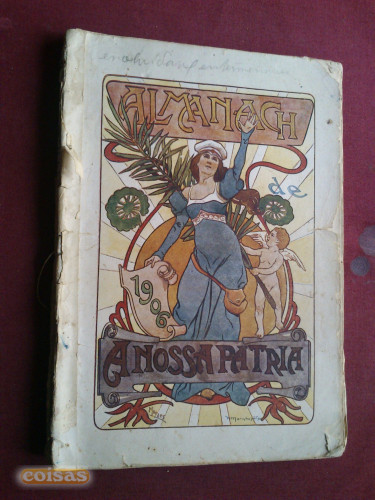 ALMANACH
de
1906
A NOSSA PATRIA
coisas